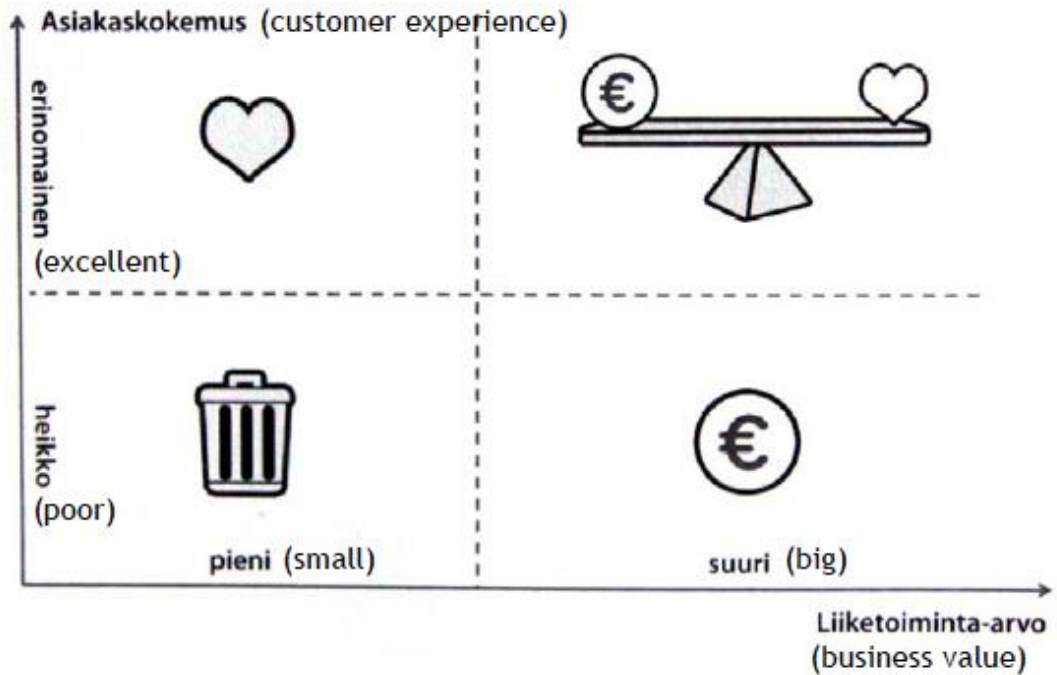 Asiakaskokemus (customer experience)
erinomainen
(excellent)
€
€
heikko
(poor)
pieni (small)
suuri (big)
Liiketoiminta-arvo
(business value)